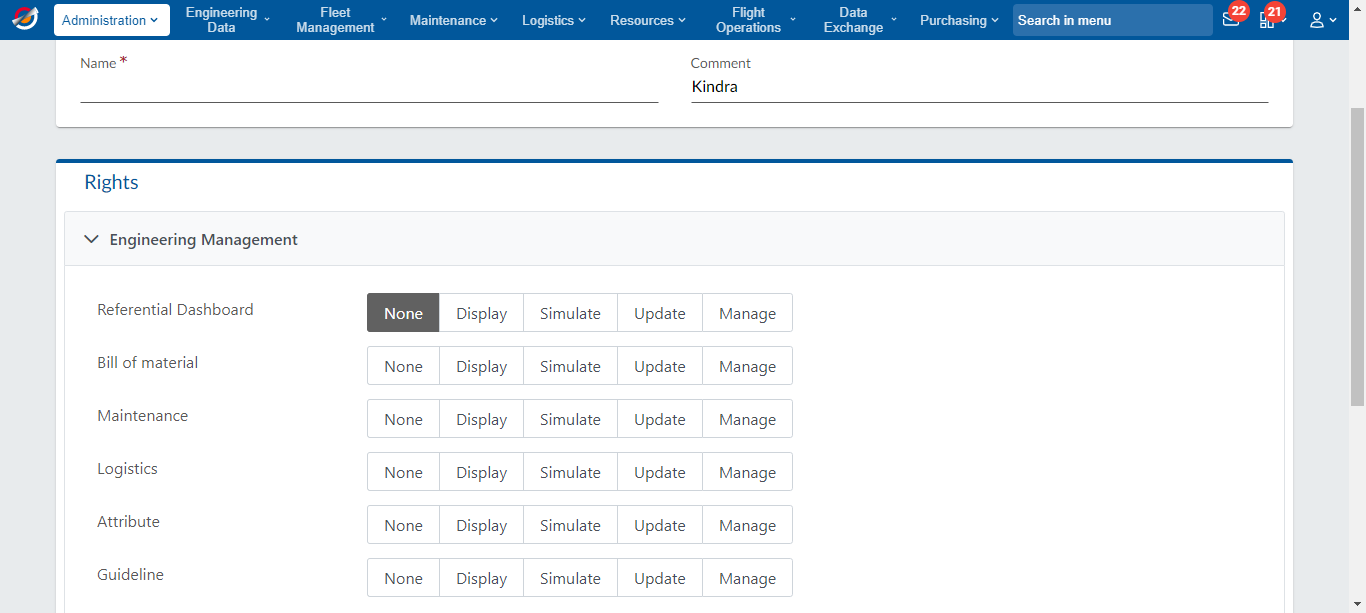 Administration
Engineering Data
Fleet Management
Maintenance
Logistics
Resources
Flight Operations
Data Exchange
Purchasing
Search in menu
22
21
Name *
Comment
Kindra
Rights
Engineering Management
Referential Dashboard None Display Simulate Update Manage
Bill of material None Display Simulate Update Manage
Maintenance None Display Simulate Update Manage
Logistics None Display Simulate Update Manage
Attribute None Display Simulate Update Manage
Guideline None Display Simulate Update Manage